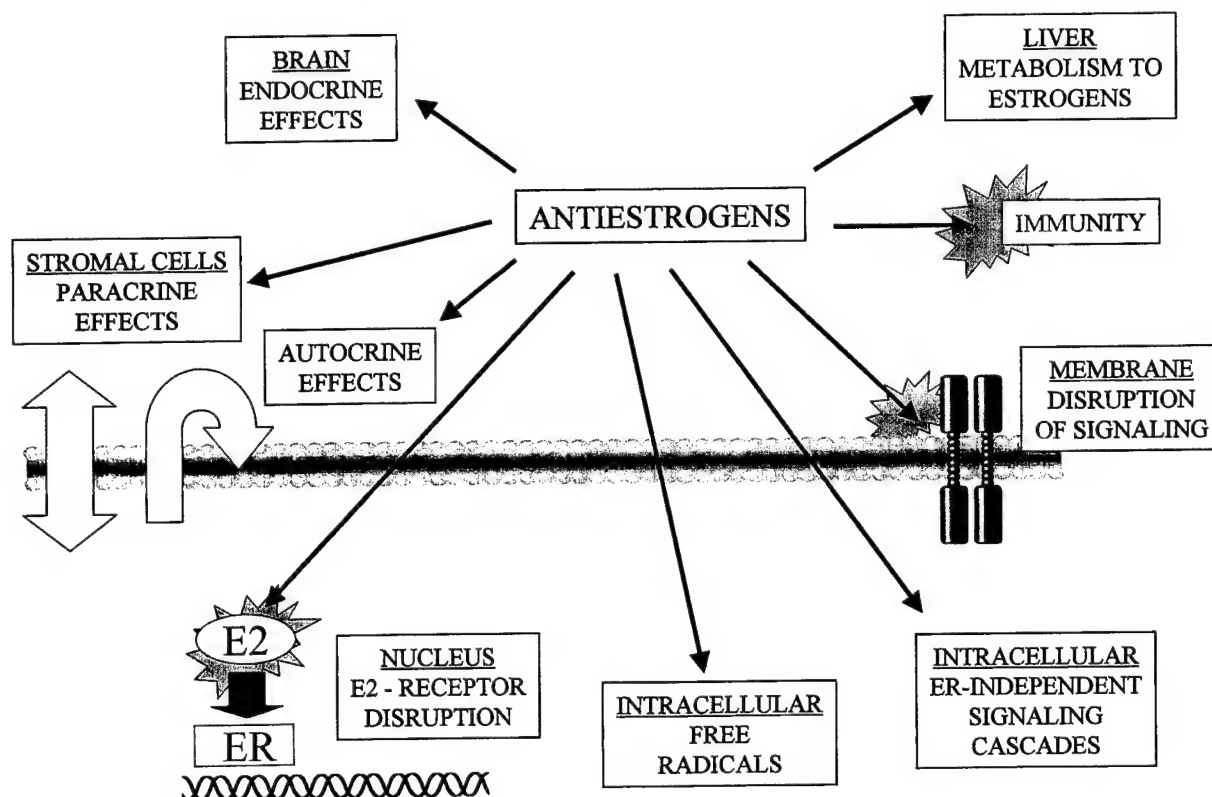 BRAIN
ENDOCRINE
EFFECTS
LIVER
METABOLISM TO
ESTROGENS
ANTIESTROGENS
IMMUNITY
STROMAL CELLS
PARACRINE
EFFECTS
AUTOCRINE
EFFECTS
MEMBRANE
DISRUPTION
OF SIGNALING
E2
ER
NUCLEUS
E2 - RECEPTOR
DISRUPTION
INTRACELLULAR
FREE
RADICALS
INTRACELLULAR
ER-INDEPENDENT
SIGNALING
CASCADES